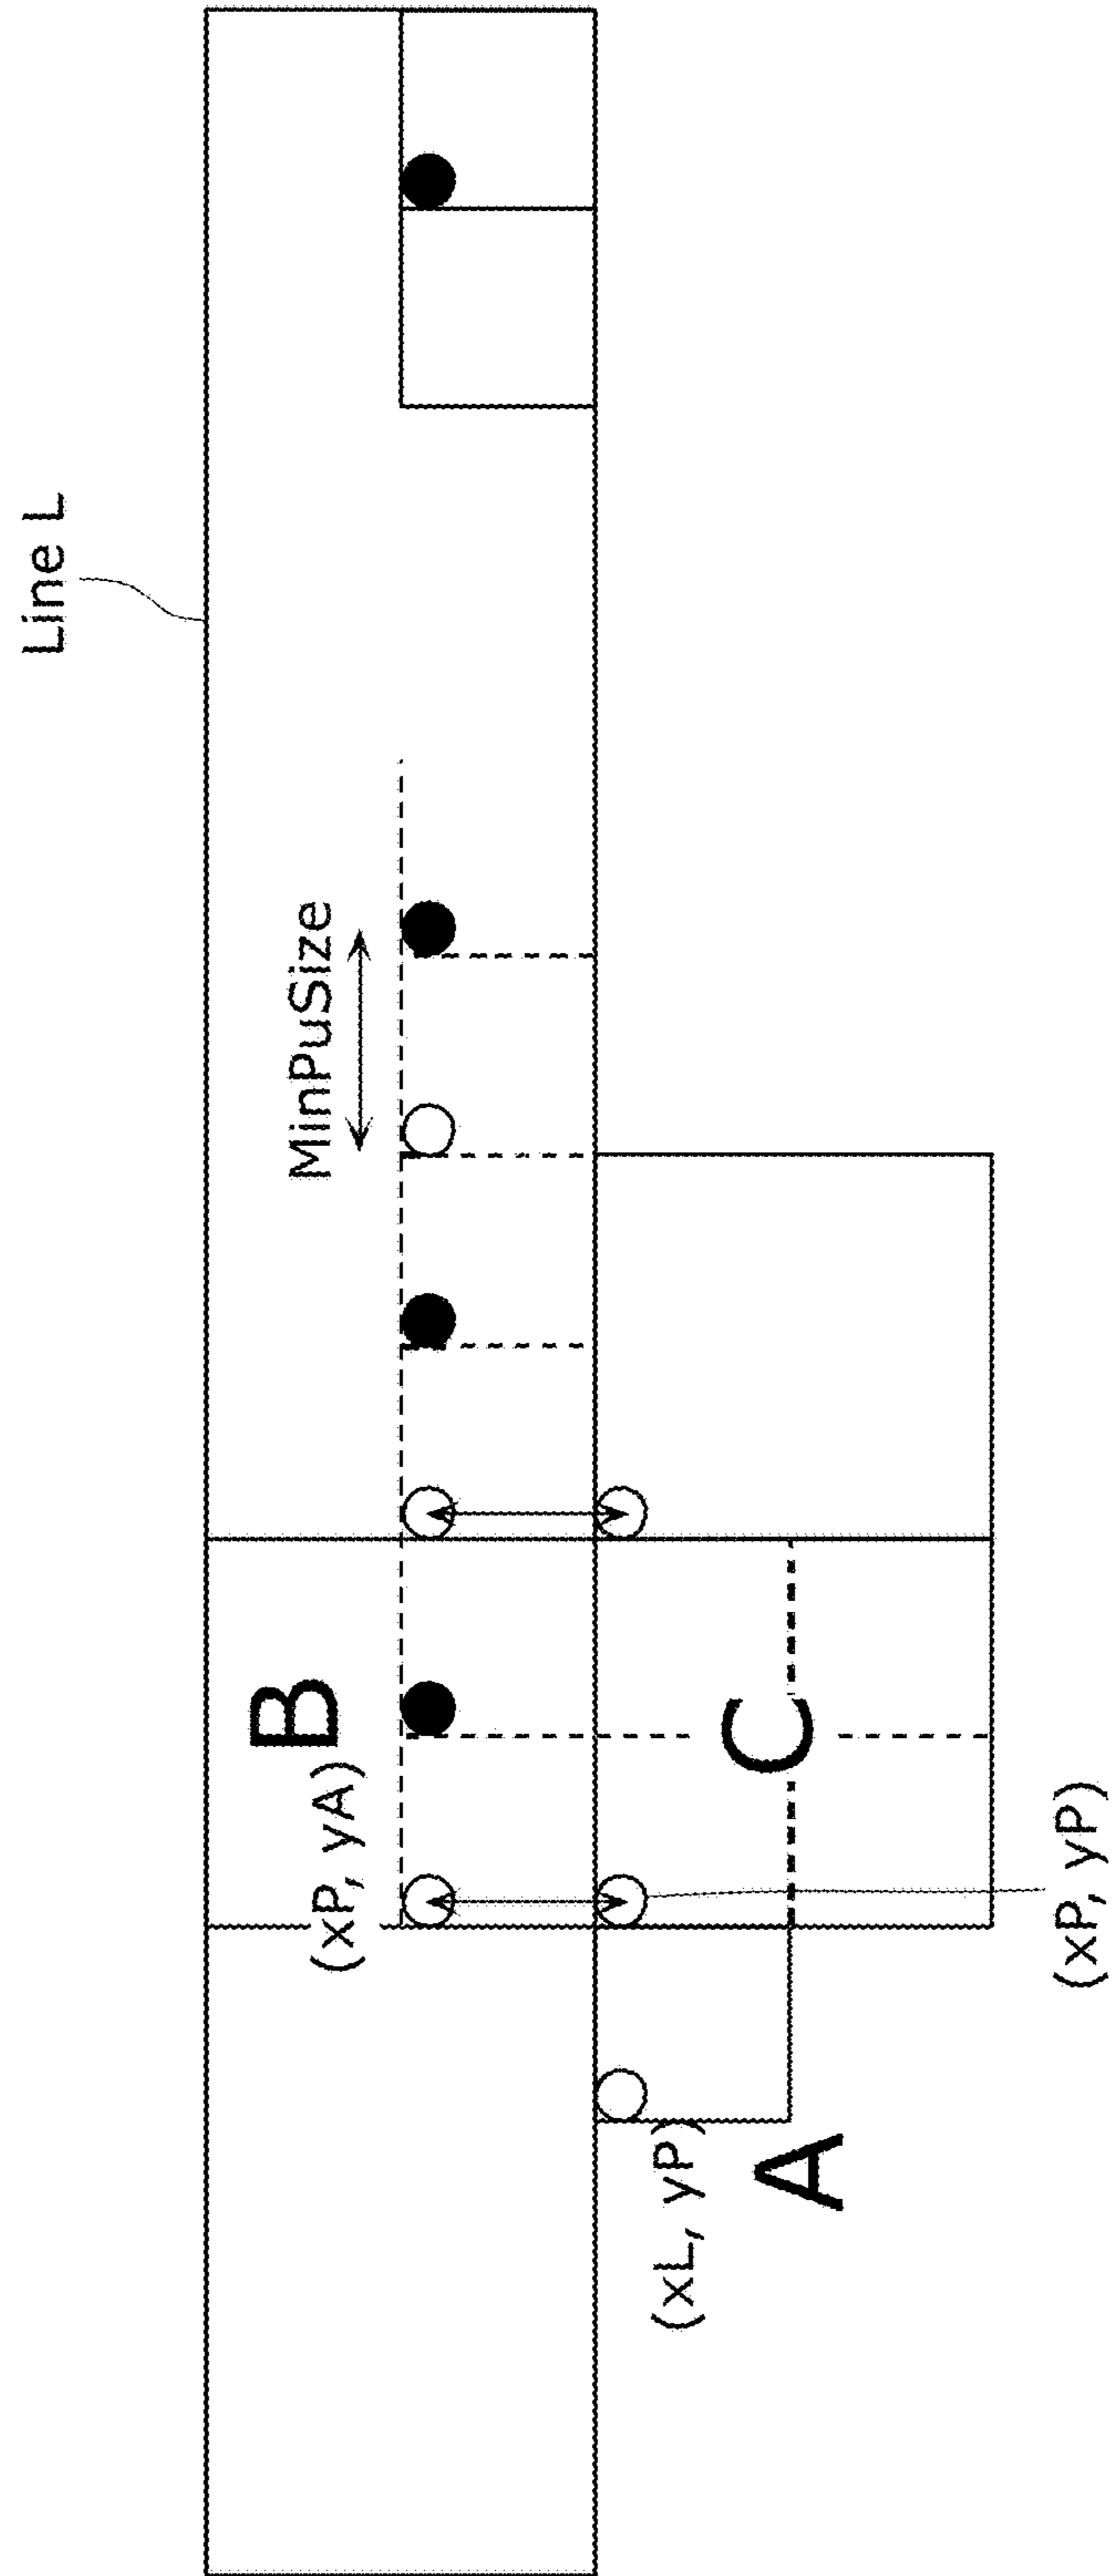 Line L
MinPuSize
B
(xP, yA)
C
(xL, yP)
A
(xP, yP)